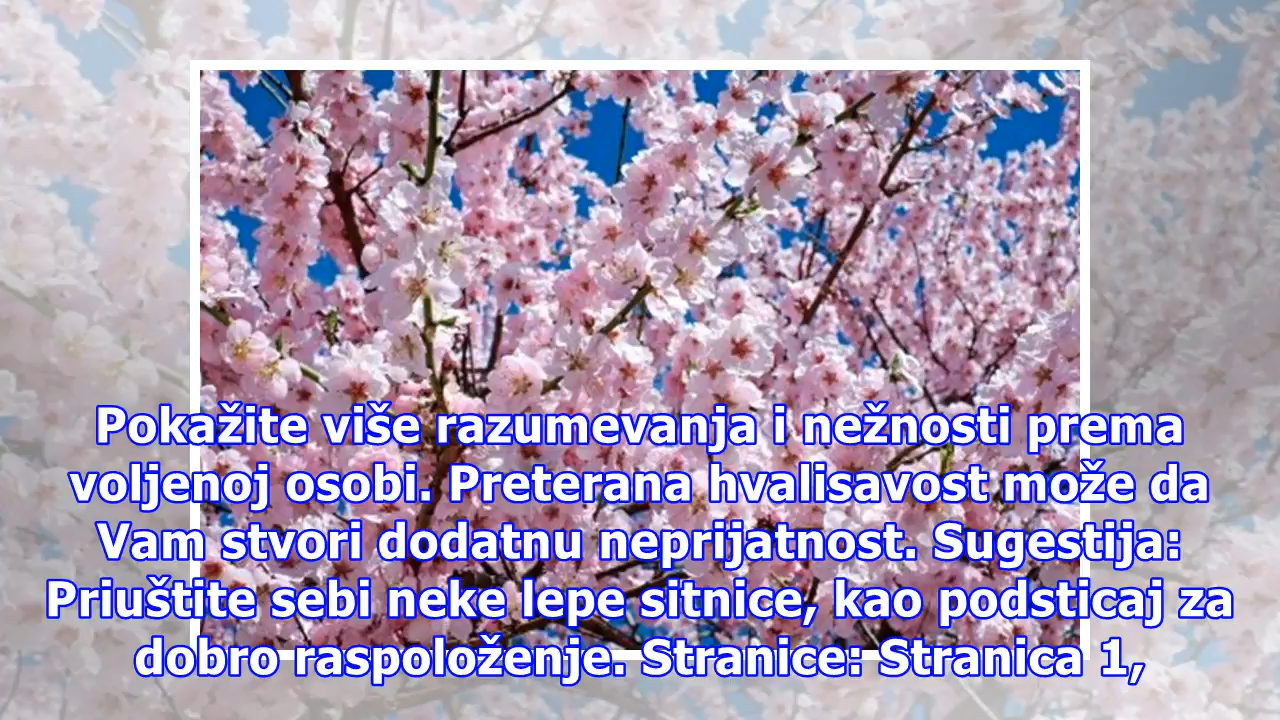 Pokažite više razumevanja i nežnosti prema
voljenoj osobi. Preterana hvalisavost može da
Vam stvori dodatnu neprijatnost. Sugestija:
Priuštite sebi neke lepe sitnice, kao podsticaj za
dobro raspoloženje. Stranice: Stranica 1,